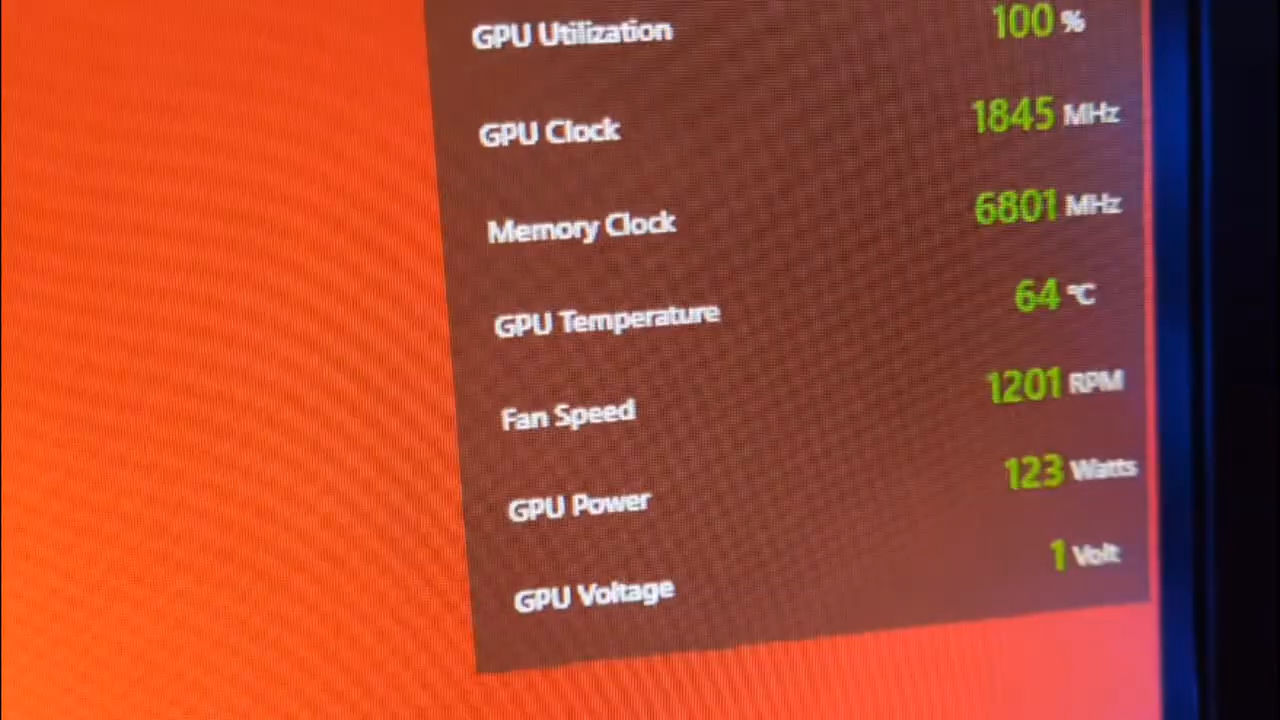 GPU Utilization 100 %
GPU Clock 1845 MHz
Memory Clock 6801 MHz
GPU Temperature 64 °C
Fan Speed 1201 RPM
GPU Power 123 Watts
GPU Voltage 1 Volt